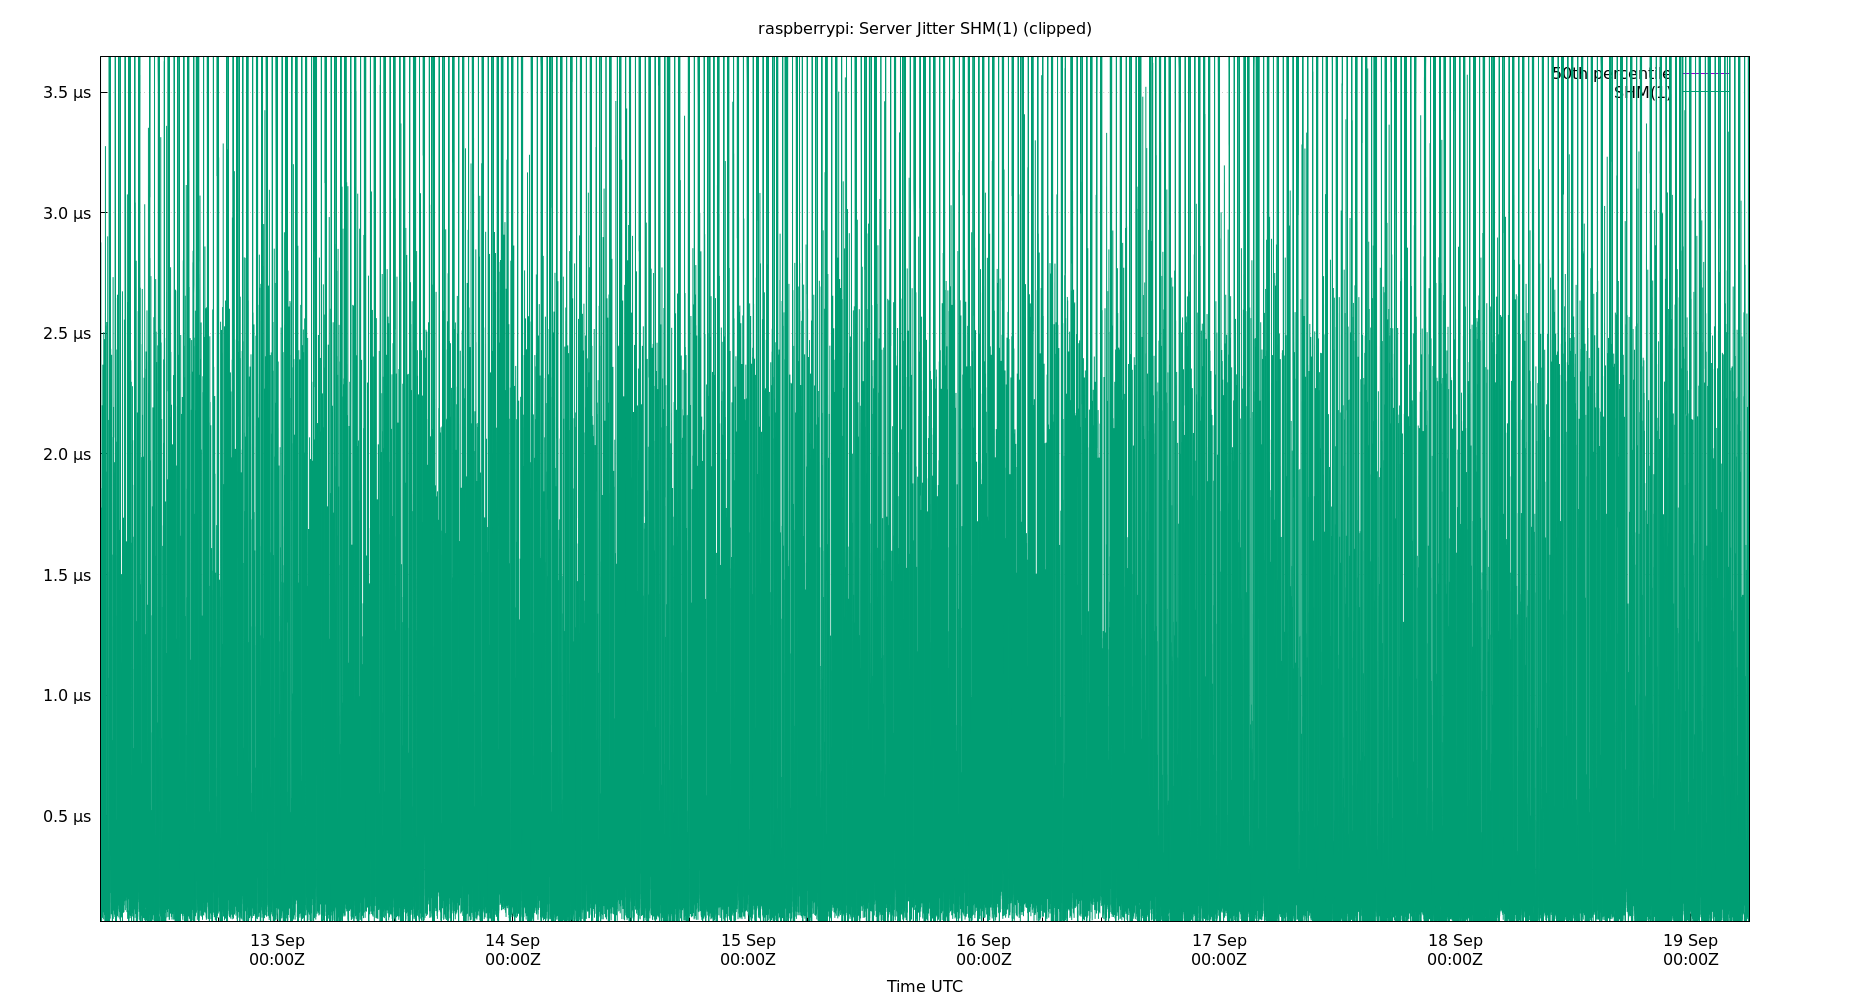 raspberrypi: Server Jitter SHM(1) (clipped)
50th percentile
SHM(1)
3.5 µs
3.0 µs
2.5 µs
2.0 µs
1.5 µs
1.0 µs
0.5 µs
13 Sep 14 Sep 15 Sep 16 Sep 17 Sep 18 Sep 19 Sep
00:00Z 00:00Z 00:00Z 00:00Z 00:00Z 00:00Z 00:00Z
Time UTC